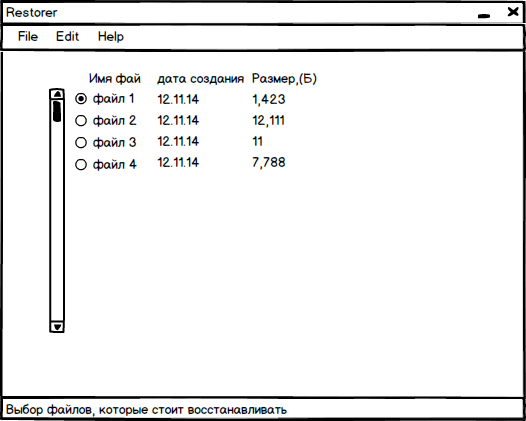 Restorer
File Edit Help
Имя фай дата создания Размер,(Б)
файл 1 12.11.14 1,423
файл 2 12.11.14 12,111
файл 3 12.11.14 11
файл 4 12.11.14 7,788
Выбор файлов, которые стоит восстанавливать